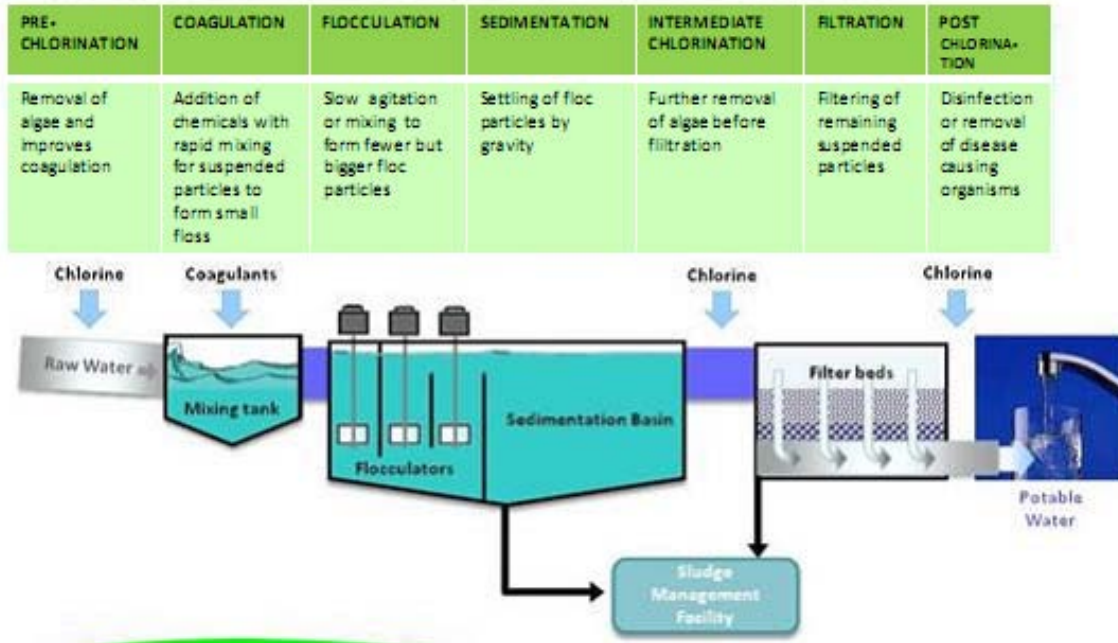 PRE-
CHLORINATION
COAGULATION
FLOCCULATION
SEDIMENTATION
INTERMEDIATE
CHLORINATION
FILTRATION
POST
CHLORINA-
TION
Removal of
algae and
improves
coagulation
Addition of
chemicals with
rapid mixing
for suspended
particles to
form small
floss
Slow agitation
or mixing to
form fewer but
bigger floc
particles
Settling of floc
particles by
gravity
Further removal
of algae before
fliltration
Filtering of
remaining
suspended
particles
Disinfection
or removal
of disease
causing
organisms
Chlorine
Coagulants
Chlorine
Chlorine
Raw Water
Mixing tank
Flocculators
Sedimentation Basin
Filter beds
Potable
Water
Sludge
Management
Facility